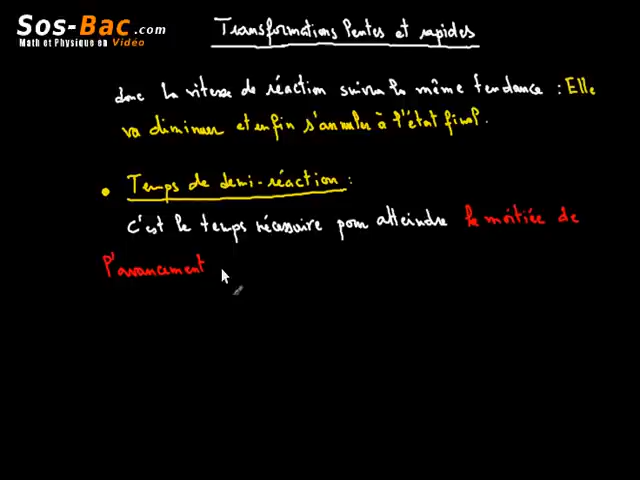 Sos-Bac.com
Math et Physique en Vidéo
Transformations lentes et rapides
donc la vitesse de réaction suivra la même tendance : Elle
va diminuer et enfin s'annuler à l'état final.
• Temps de demi-réaction :
c'est le temps nécessaire pour atteindre la moitiée de
l'avancement